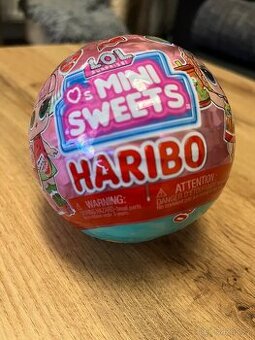 L.O.L
SURPRISE!
♡s MINI
SWEETS
HARIBO
WARNING:
ATTENTION: